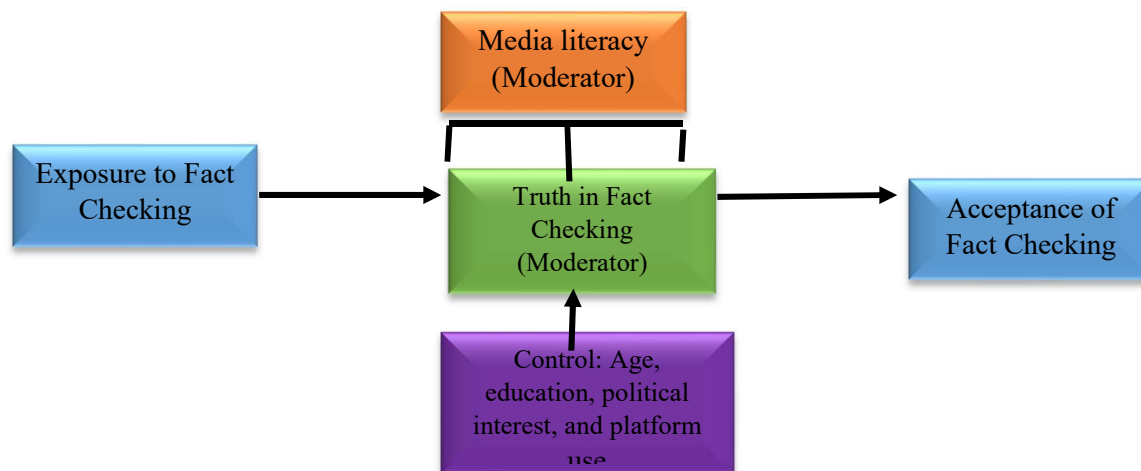 Media literacy
(Moderator)
Exposure to Fact
Checking
Truth in Fact
Checking
(Moderator)
Acceptance of
Fact Checking
Control: Age,
education, political
interest, and platform
use